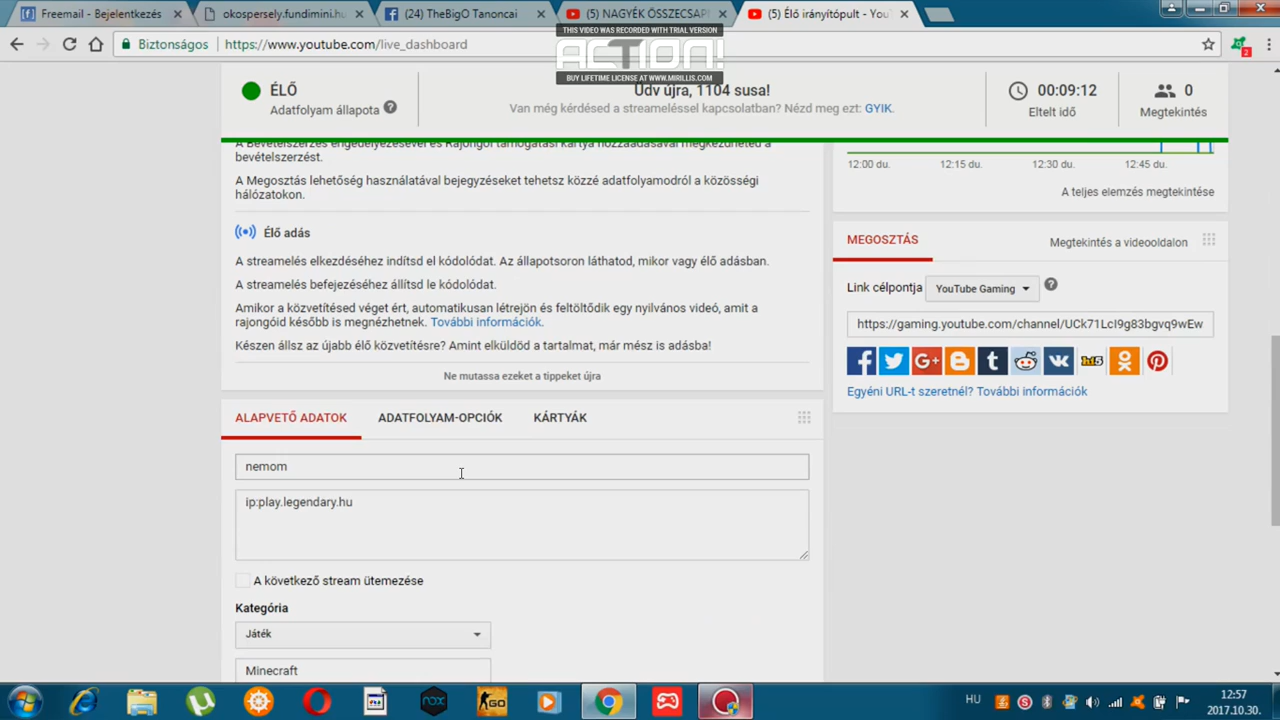 Freemail - Bejelentkezés
okospersely.fundimini.hu
(24) TheBigO Tanoncai
(5) NAGYÉK ÖSSZECSAP
(5) Élő irányítópult - You
Biztonságos
https://www.youtube.com/live_dashboard
THIS VIDEO WAS RECORDED WITH TRIAL VERSION
ACTION!
BUY LIFETIME LICENSE AT WWW.MIRILLIS.COM
2
ÉLŐ
Adatfolyam állapota
Üdv újra, 1104 susa!
Van még kérdésed a streameléssel kapcsolatban? Nézd meg ezt: GYIK.
00:09:12
Eltelt idő
0
Megtekintés
A Bevételszerzés engedélyezésével és Rajongói támogatási kártya hozzáadásával megkezdheted a
bevételszerzést.
A Megosztás lehetőség használatával bejegyzéseket tehetsz közzé adatfolyamodról a közösségi
hálózatokon.
Élő adás
A streamelés elkezdéséhez indítsd el kódolódat. Az állapotsoron láthatod, mikor vagy élő adásban.
A streamelés befejezéséhez állítsd le kódolódat.
Amikor a közvetítésed véget ért, automatikusan létrejön és feltöltődik egy nyilvános videó, amit a
rajongóid később is megnézhetnek. További információk.
Készen állsz az újabb élő közvetítésre? Amint elküldöd a tartalmat, már mész is adásba!
Ne mutassa ezeket a tippeket újra
12:00 du.
12:15 du.
12:30 du.
12:45 du.
A teljes elemzés megtekintése
MEGOSZTÁS
Megtekintés a videooldalon
Link célpontja
YouTube Gaming
https://gaming.youtube.com/channel/UCk71LcI9g83bgvq9wEw
Egyéni URL-t szeretnél? További információk
ALAPVETŐ ADATOK
ADATFOLYAM-OPCIÓK
KÁRTYÁK
nemom
ip:play.legendary.hu
A következő stream ütemezése
Kategória
Játék
Minecraft
nox
GO
HU
12:57
2017.10.30.